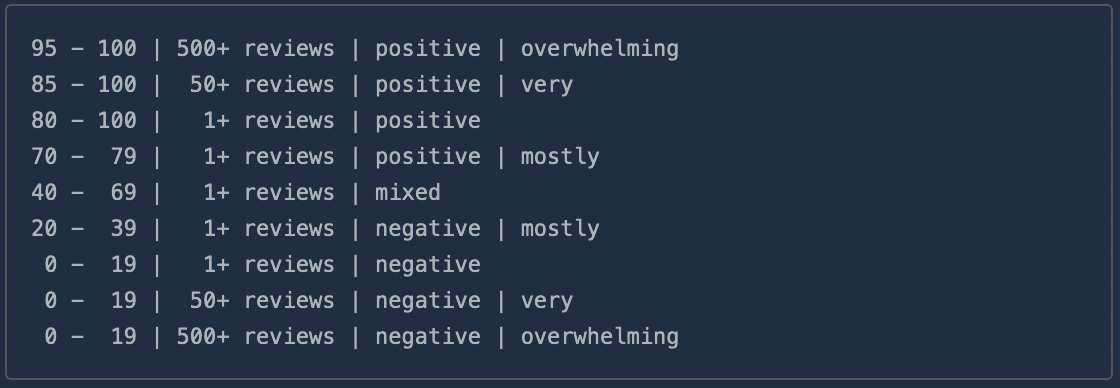 95 – 100 | 500+ reviews | positive | overwhelming
85 – 100 |  50+ reviews | positive | very
80 – 100 |   1+ reviews | positive
70 –  79 |   1+ reviews | positive | mostly
40 –  69 |   1+ reviews | mixed
20 –  39 |   1+ reviews | negative | mostly
 0 –  19 |   1+ reviews | negative
 0 –  19 |  50+ reviews | negative | very
 0 –  19 | 500+ reviews | negative | overwhelming